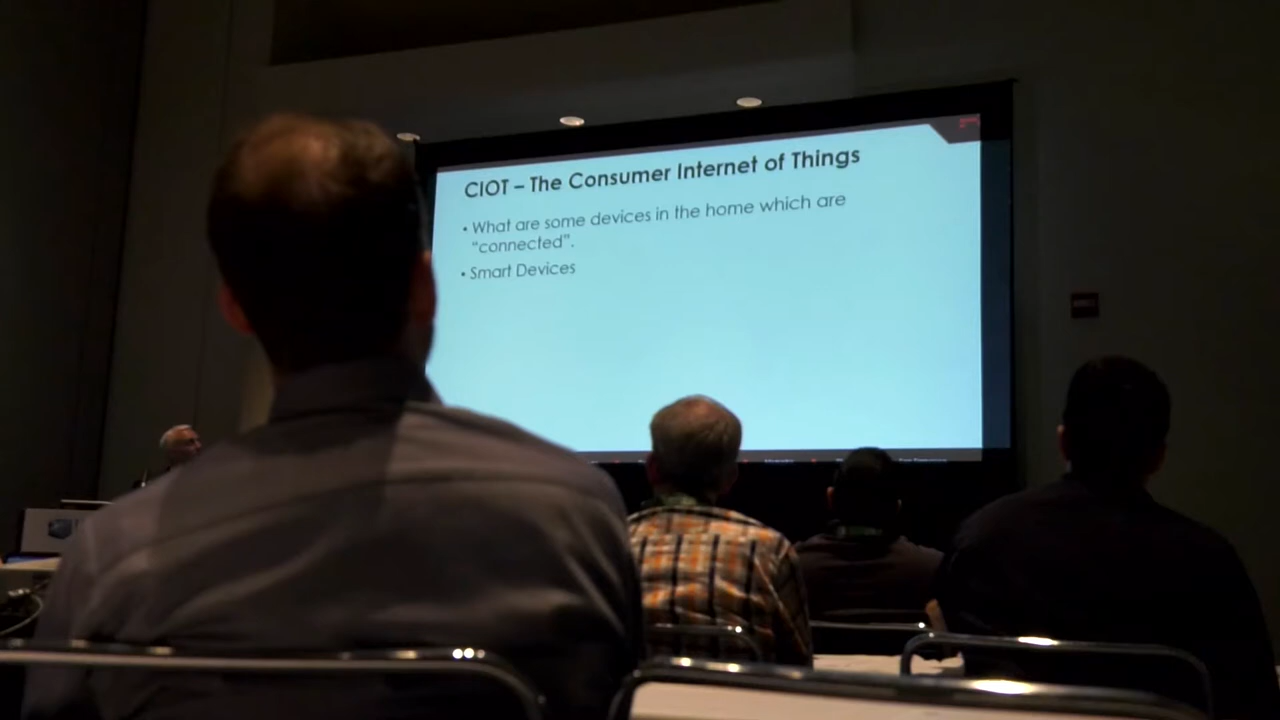 CIOT – The Consumer Internet of Things
• What are some devices in the home which are
“connected”.
• Smart Devices